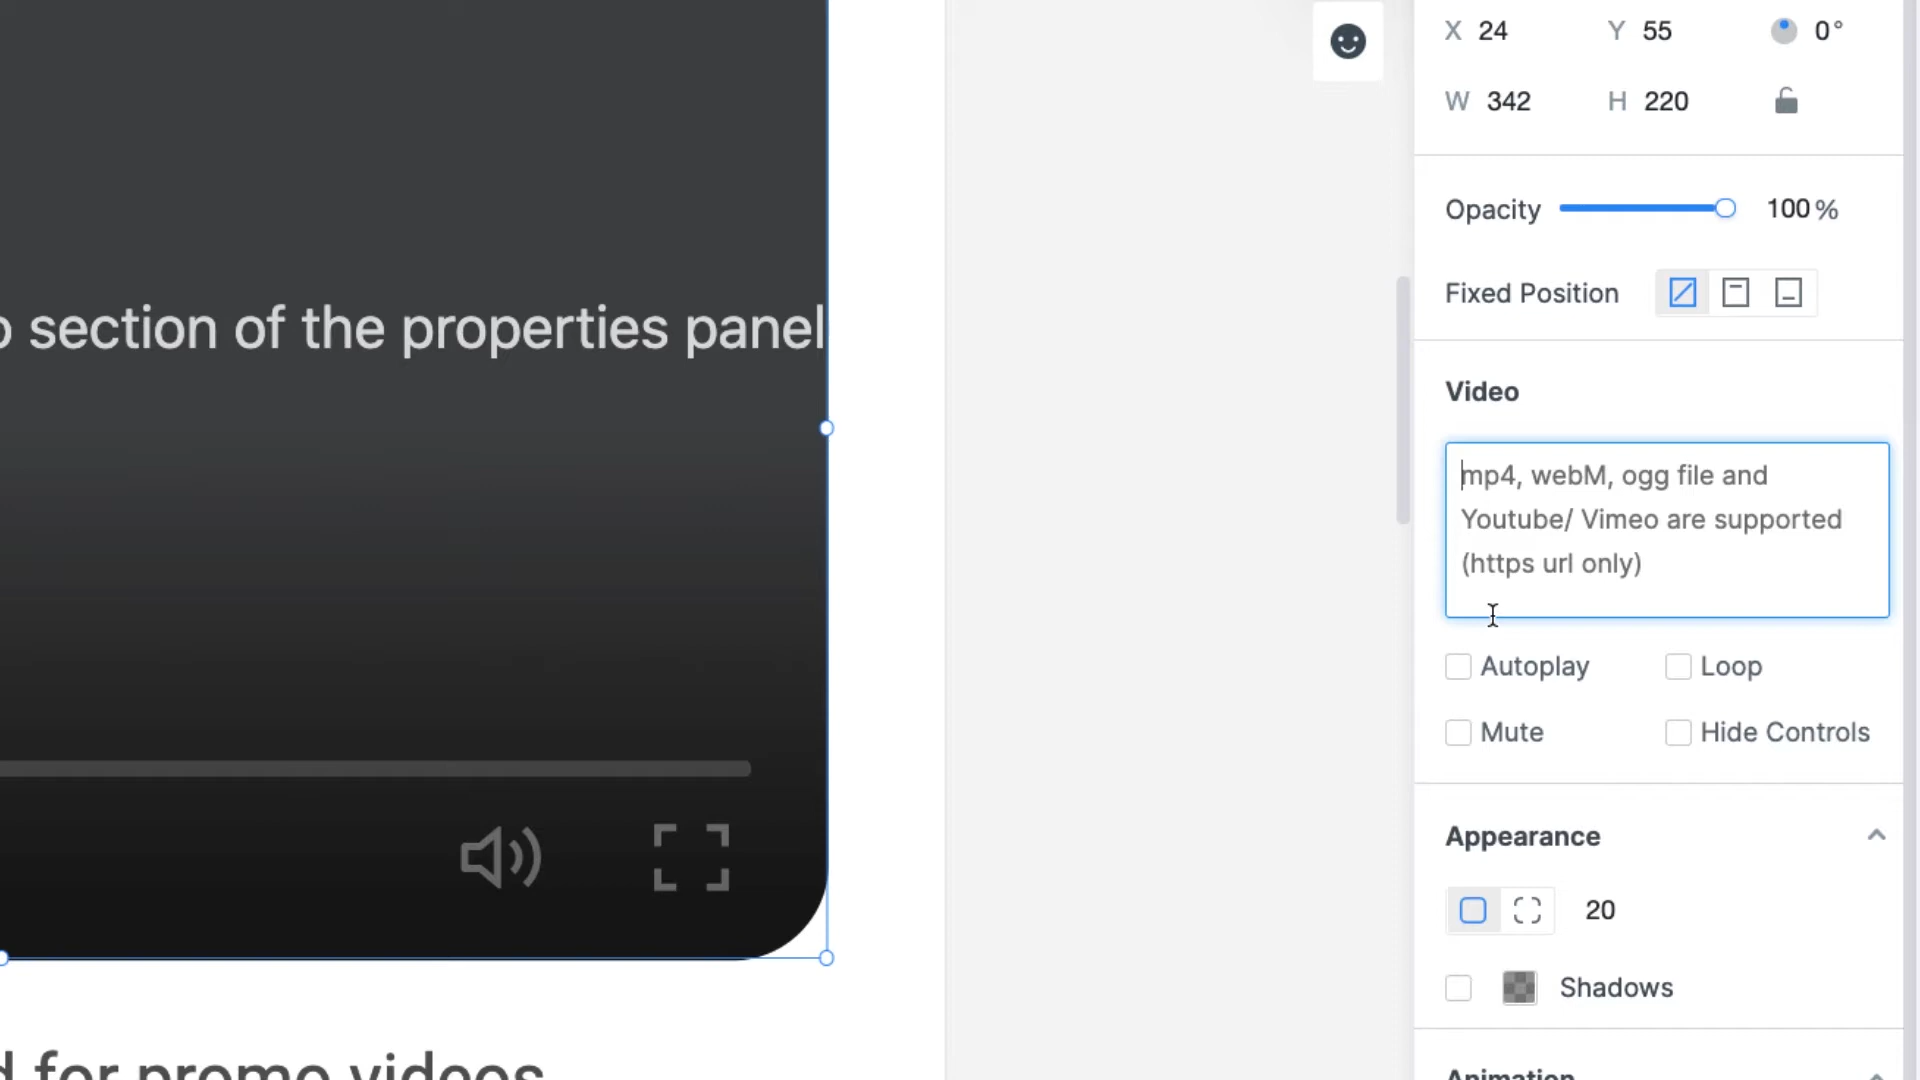 X 24 Y 55 0°
W 342 H 220
Opacity 100 %
Fixed Position
section of the properties panel
Video
mp4, webM, ogg file and
Youtube/ Vimeo are supported
(https url only)
Autoplay Loop
Mute Hide Controls
Appearance
20
Shadows
for promo videos
Animation